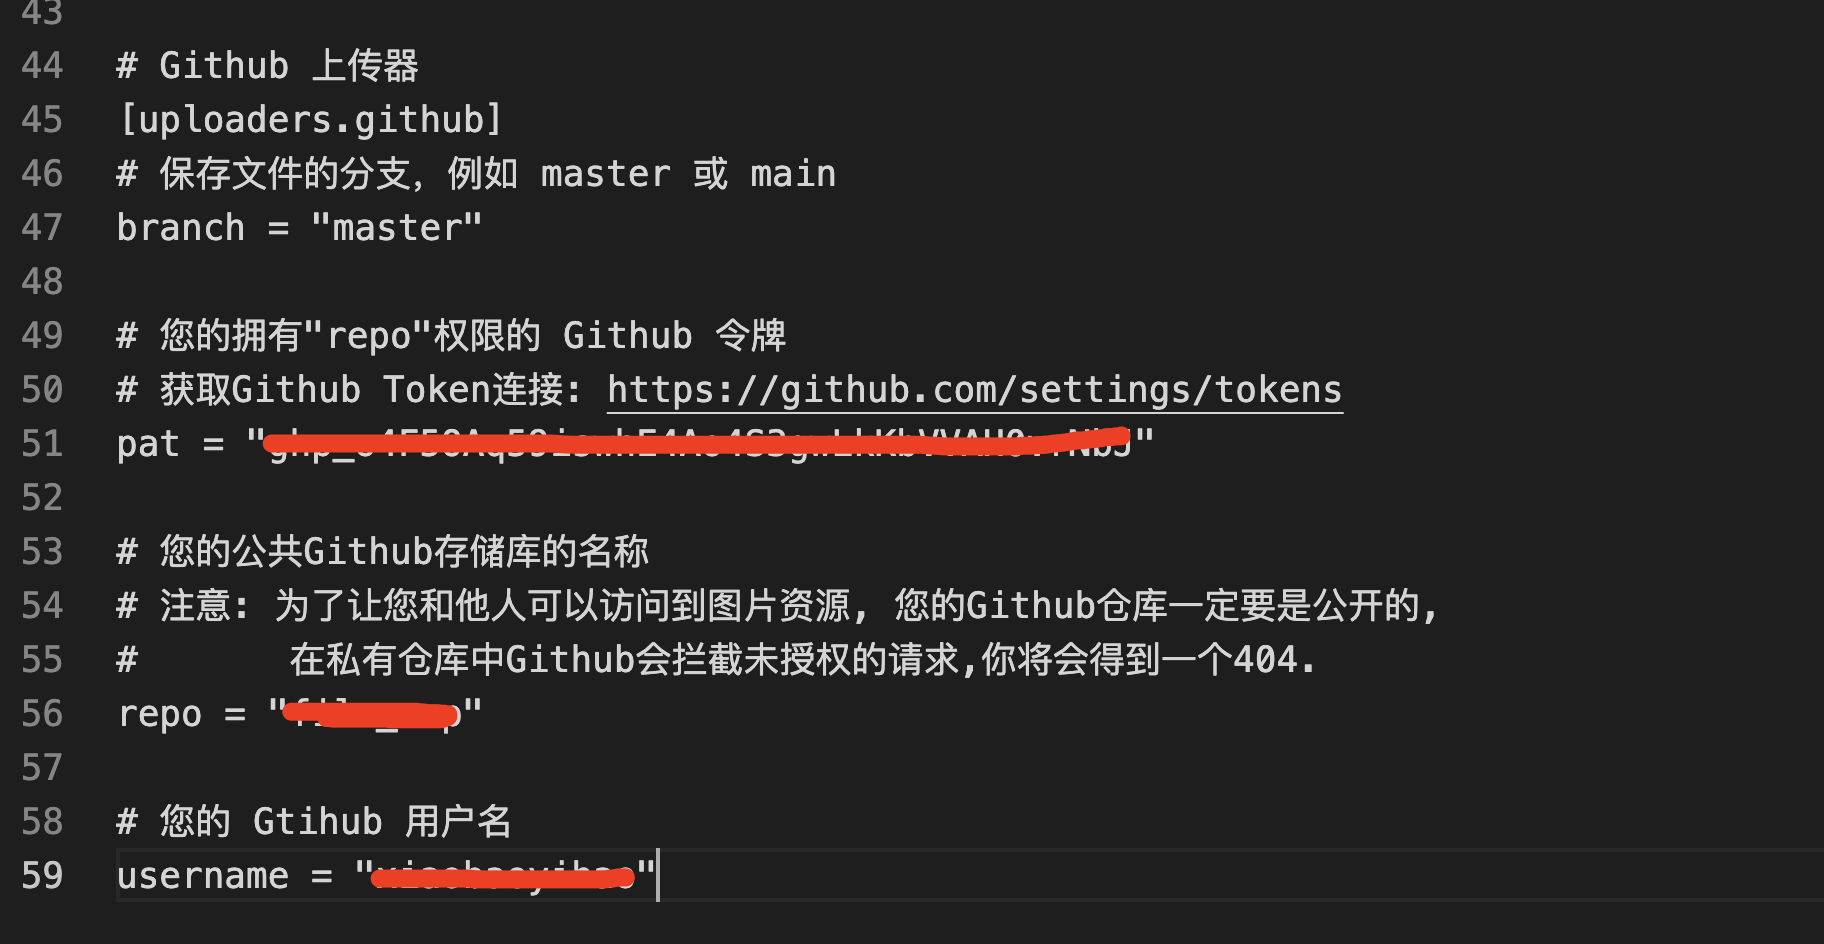 43
44 # Github 上传器
45 [uploaders.github]
46 # 保存文件的分支，例如 master 或 main
47 branch = "master"
48
49 # 您的拥有"repo"权限的 Github 令牌
50 # 获取Github Token连接: https://github.com/settings/tokens
51 pat = ""
52
53 # 您的公共Github存储库的名称
54 # 注意: 为了让您和他人可以访问到图片资源, 您的Github仓库一定要是公开的,
55 # 在私有仓库中Github会拦截未授权的请求,你将会得到一个404.
56 repo = ""
57
58 # 您的 Gtihub 用户名
59 username = ""